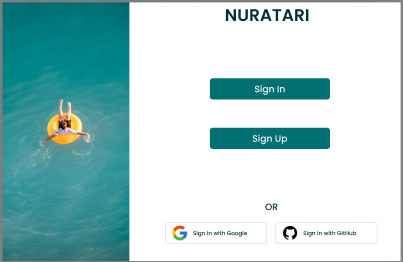 NURATARI
Sign In
Sign Up
OR
Sign In with Google
Sign In with GitHub